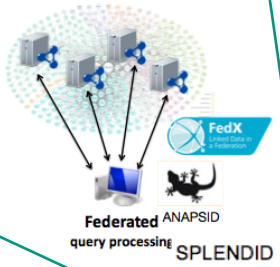 FedX
Linked Data in
a Federation
Federated ANAPSID
query processing
SPLENDID